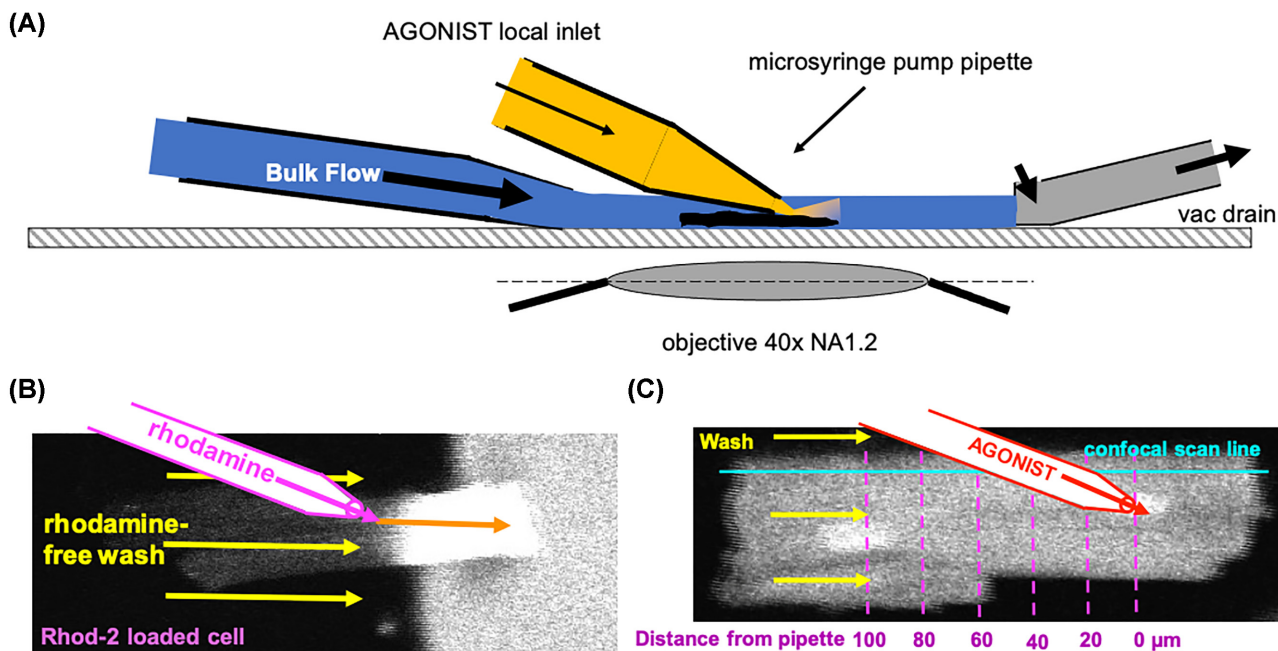 (A)
AGONIST local inlet
microsyringe pump pipette
Bulk Flow
vac drain
objective 40x NA1.2
(B)
rhodamine
rhodamine-
free wash
Rhod-2 loaded cell
(C)
Wash
AGONIST
confocal scan line
Distance from pipette 100 80 60 40 20 0 µm